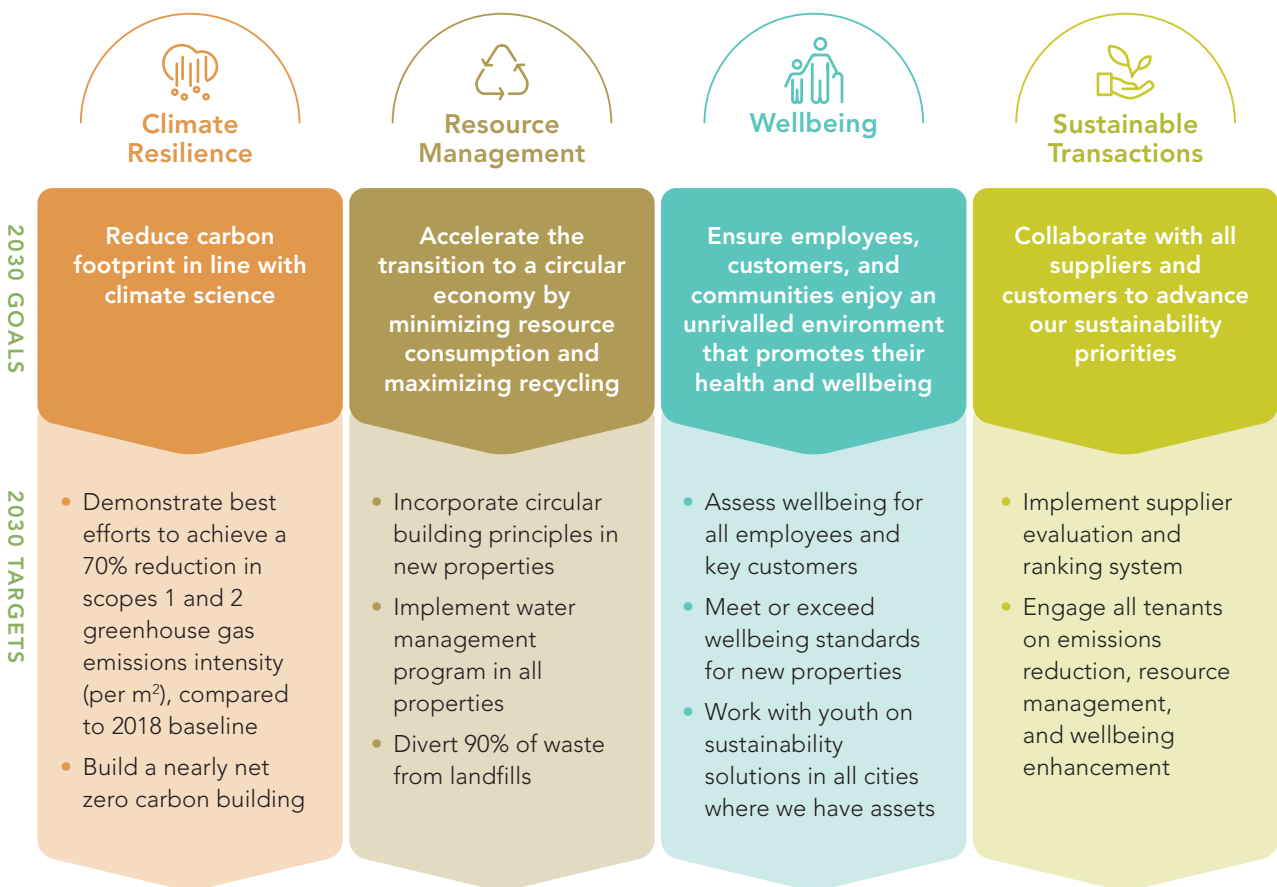 Climate
Resilience
Resource
Management
Wellbeing
Sustainable
Transactions
2030 GOALS
Reduce carbon
footprint in line with
climate science
Accelerate the
transition to a circular
economy by
minimizing resource
consumption and
maximizing recycling
Ensure employees,
customers, and
communities enjoy an
unrivalled environment
that promotes their
health and wellbeing
Collaborate with all
suppliers and
customers to advance
our sustainability
priorities
2030 TARGETS
• Demonstrate best
efforts to achieve a
70% reduction in
scopes 1 and 2
greenhouse gas
emissions intensity
(per m²), compared
to 2018 baseline
• Build a nearly net
zero carbon building
• Incorporate circular
building principles in
new properties
• Implement water
management
program in all
properties
• Divert 90% of waste
from landfills
• Assess wellbeing for
all employees and
key customers
• Meet or exceed
wellbeing standards
for new properties
• Work with youth on
sustainability
solutions in all cities
where we have assets
• Implement supplier
evaluation and
ranking system
• Engage all tenants
on emissions
reduction, resource
management,
and wellbeing
enhancement